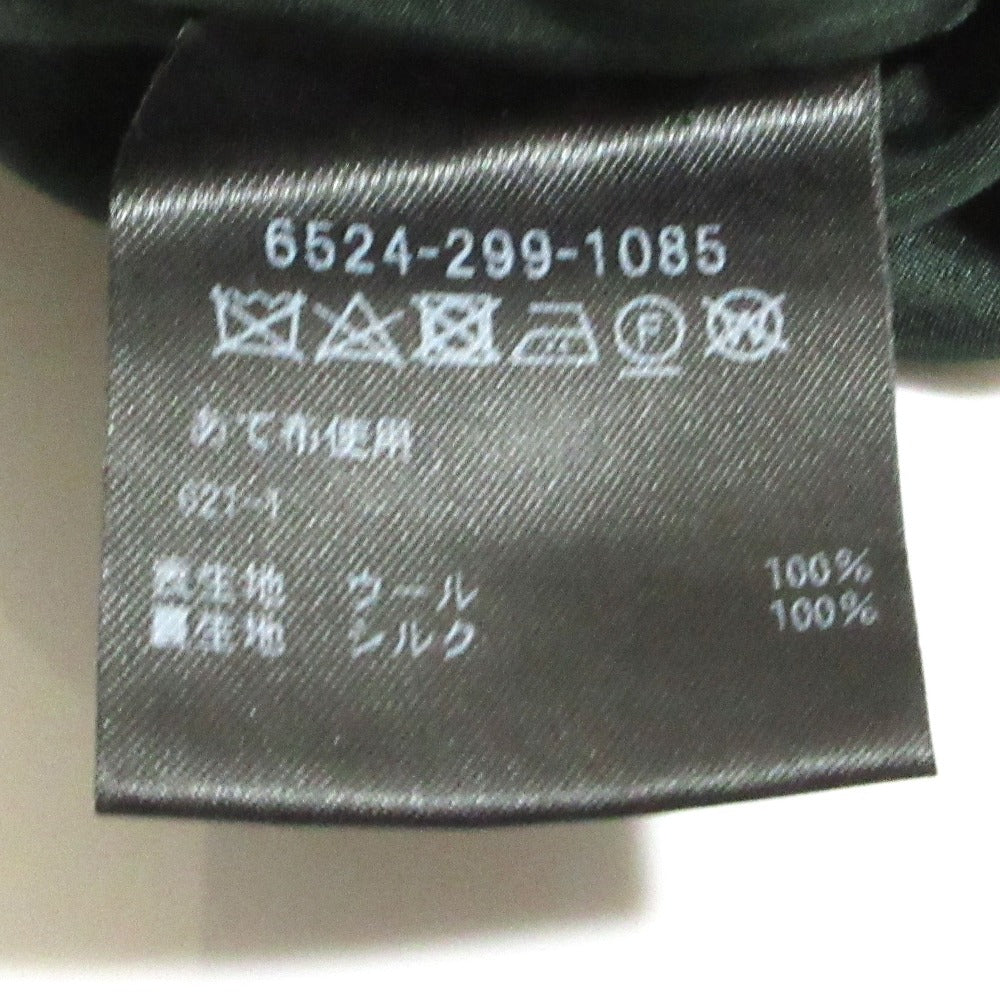 6524-299-1085
F W
あて布使用
621-1
表生地 ウール 100%
裏生地 シルク 100%